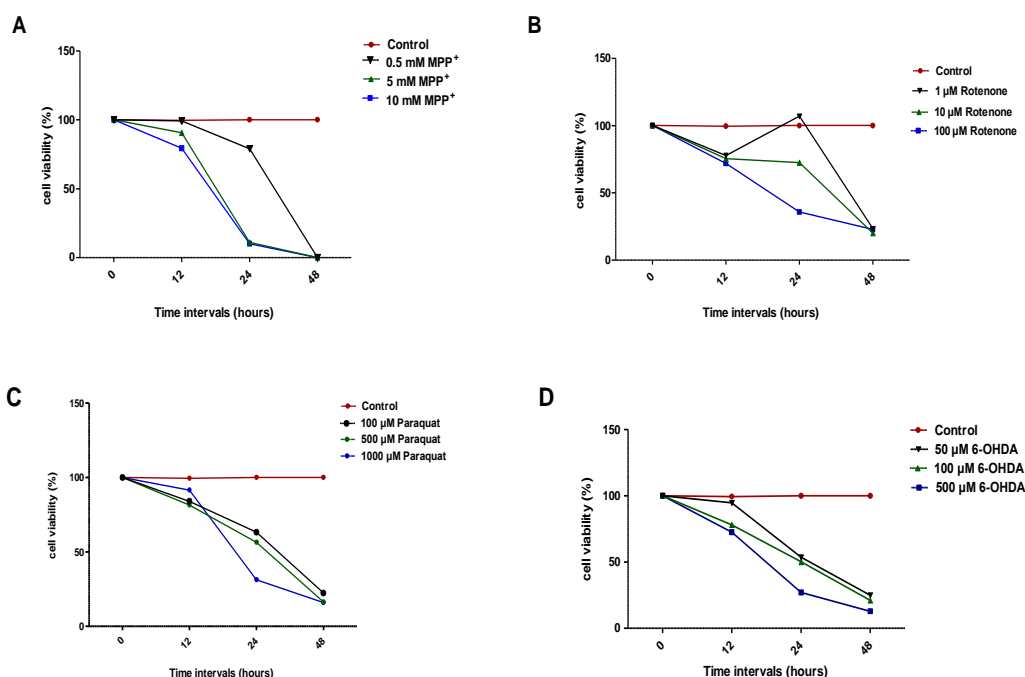 A
Control
0.5 mM MPP⁺
5 mM MPP⁺
10 mM MPP⁺
cell viability (%)
150
100
50
0
0 12 24 48
Time intervals (hours)
B
Control
1 µM Rotenone
10 µM Rotenone
100 µM Rotenone
cell viability (%)
150
100
50
0
0 12 24 48
Time intervals (hours)
C
Control
100 µM Paraquat
500 µM Paraquat
1000 µM Paraquat
cell viability (%)
150
100
50
0
0 12 24 48
Time intervals (hours)
D
Control
50 µM 6-OHDA
100 µM 6-OHDA
500 µM 6-OHDA
cell viability (%)
150
100
50
0
0 12 24 48
Time intervals (hours)